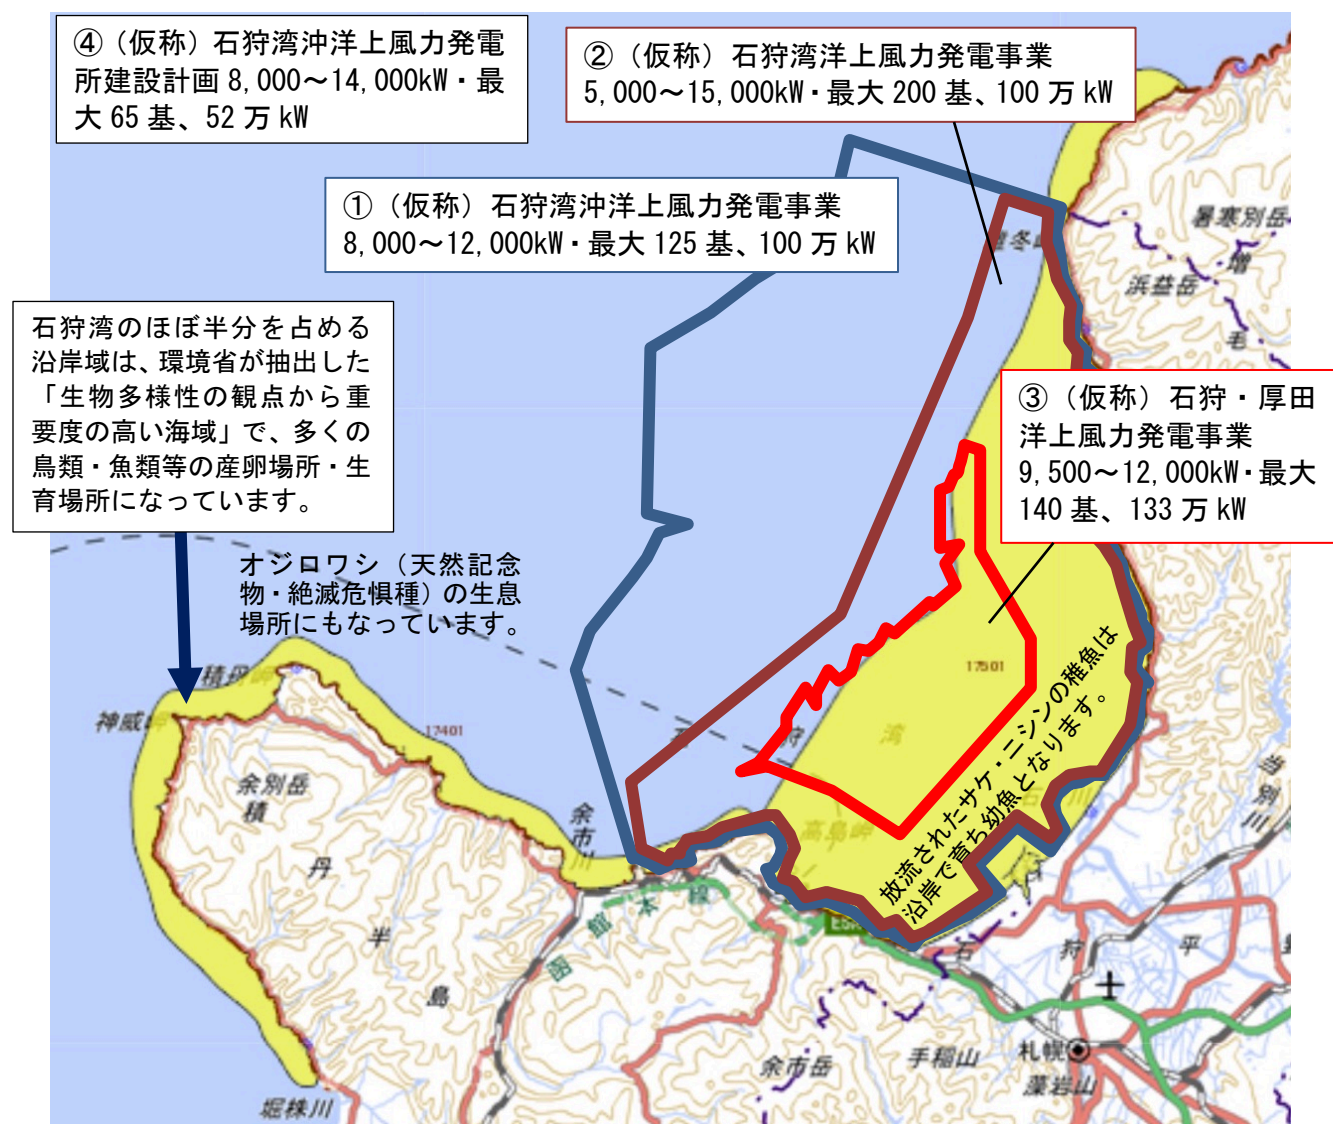 ④（仮称）石狩湾沖洋上風力発電
所建設計画 8,000～14,000kW・最
大 65 基、52 万 kW
②（仮称）石狩湾洋上風力発電事業
5,000～15,000kW・最大 200 基、100 万 kW
①（仮称）石狩湾沖洋上風力発電事業
8,000～12,000kW・最大 125 基、100 万 kW
石狩湾のほぼ半分を占める
沿岸域は、環境省が抽出した
「生物多様性の観点から重
要度の高い海域」で、多くの
鳥類・魚類等の産卵場所・生
育場所になっています。
③（仮称）石狩・厚田
洋上風力発電事業
9,500～12,000kW・最大
140 基、133 万 kW
オジロワシ（天然記念
物・絶滅危惧種）の生息
場所にもなっています。
放流されたサケ・ニシンの稚魚は
沿岸で育ち幼魚となります。
暑寒別岳
浜益岳
増
毛
積丹岬
神威岬
17401
17501
余別岳
積
丹
半
島
余市川
石
狩
湾
高島岬
石
川
当別川
函
館
本
線
石
狩
平
余市岳
手稲山
札幌
藻岩山
堀株川